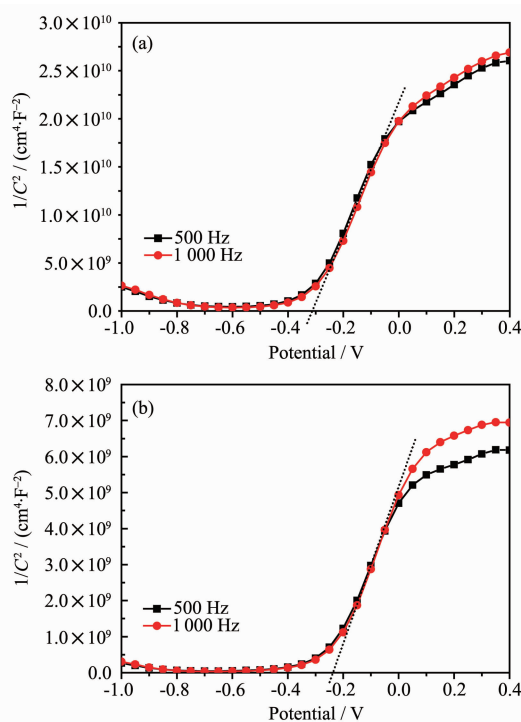 (a)
3.0×10¹⁰
2.5×10¹⁰
2.0×10¹⁰
1.5×10¹⁰
1.0×10¹⁰
5.0×10⁹
0.0
1/C² / (cm⁴·F⁻²)
500 Hz
1 000 Hz
-1.0 -0.8 -0.6 -0.4 -0.2 0.0 0.2 0.4
Potential / V
(b)
8.0×10⁹
7.0×10⁹
6.0×10⁹
5.0×10⁹
4.0×10⁹
3.0×10⁹
2.0×10⁹
1.0×10⁹
0.0
1/C² / (cm⁴·F⁻²)
500 Hz
1 000 Hz
-1.0 -0.8 -0.6 -0.4 -0.2 0.0 0.2 0.4
Potential / V